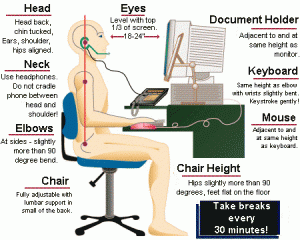 Head
Head back,
chin tucked,
Ears, shoulder,
hips aligned.
Eyes
Level with top
1/3 of screen.
18-24"
Document Holder
Adjacent to and at
same height as
monitor.
Neck
Use headphones.
Do not cradle
phone between
head and
shoulder!
Keyboard
Same height as elbow
with wrists slightly bent.
Keystroke gently!
Mouse
Adjacent to and
at same height
as keyboard.
Elbows
At sides - slightly
more than 90
degree bend.
Chair
Fully adjustable with
lumbar support in
small of the back.
Chair Height
Hips slightly more than 90
degrees, feet flat on the floor
Take breaks
every
30 minutes!